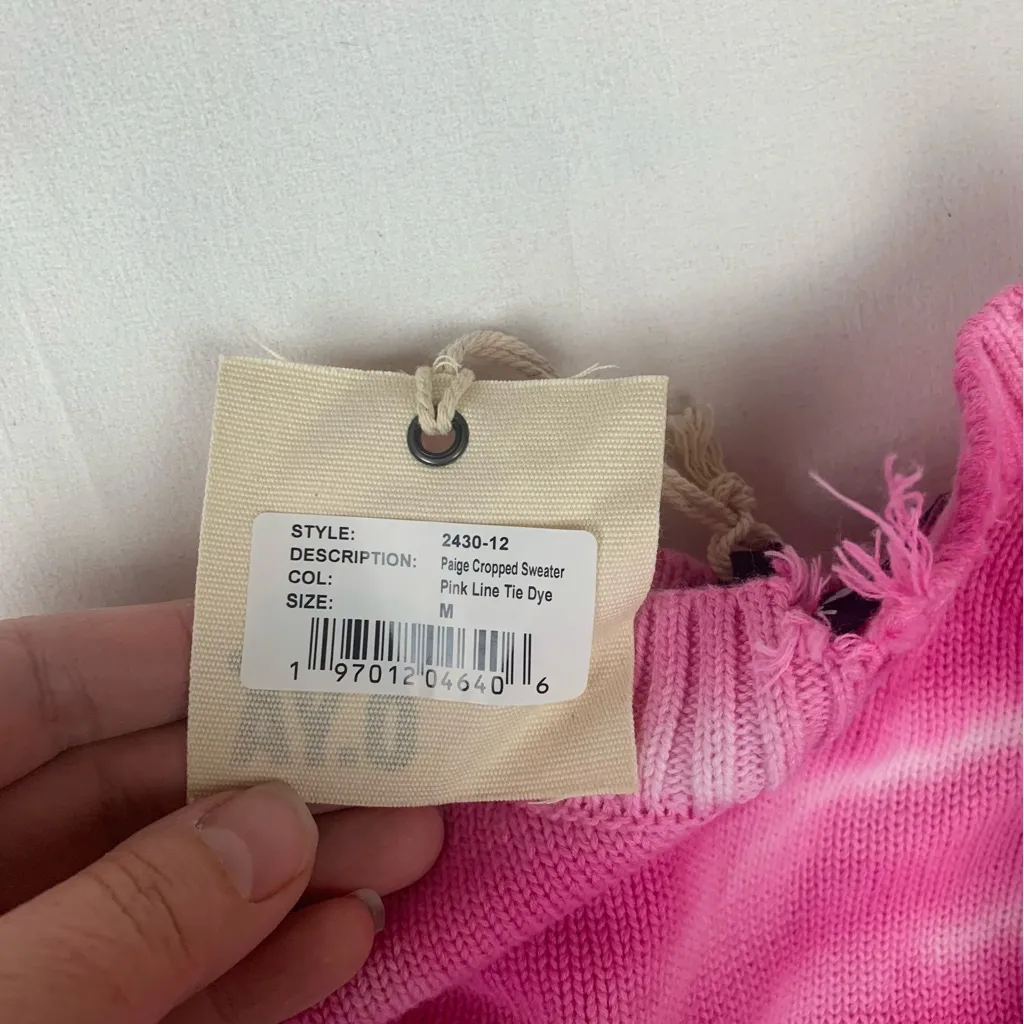 STYLE: 2430-12
DESCRIPTION: Paige Cropped Sweater
COL: Pink Line Tie Dye
SIZE: M
1 97012 04640 6